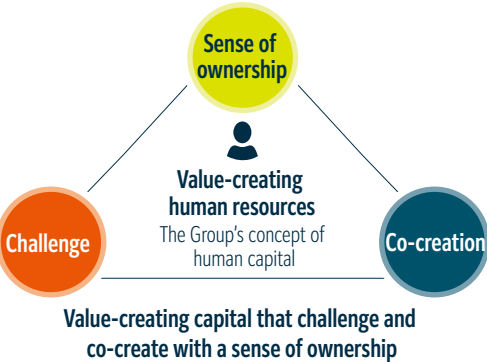 Sense of
ownership
Value-creating
human resources
The Group's concept of
human capital
Challenge
Co-creation
Value-creating capital that challenge and
co-create with a sense of ownership